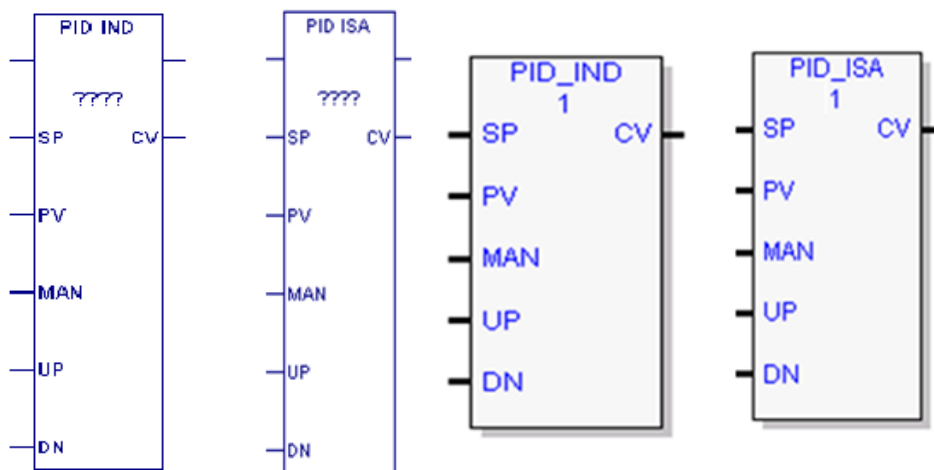 PID IND
????
SP CV
PV
MAN
UP
DN
PID ISA
????
SP CV
PV
MAN
UP
DN
PID_IND
1
SP CV
PV
MAN
UP
DN
PID_ISA
1
SP CV
PV
MAN
UP
DN